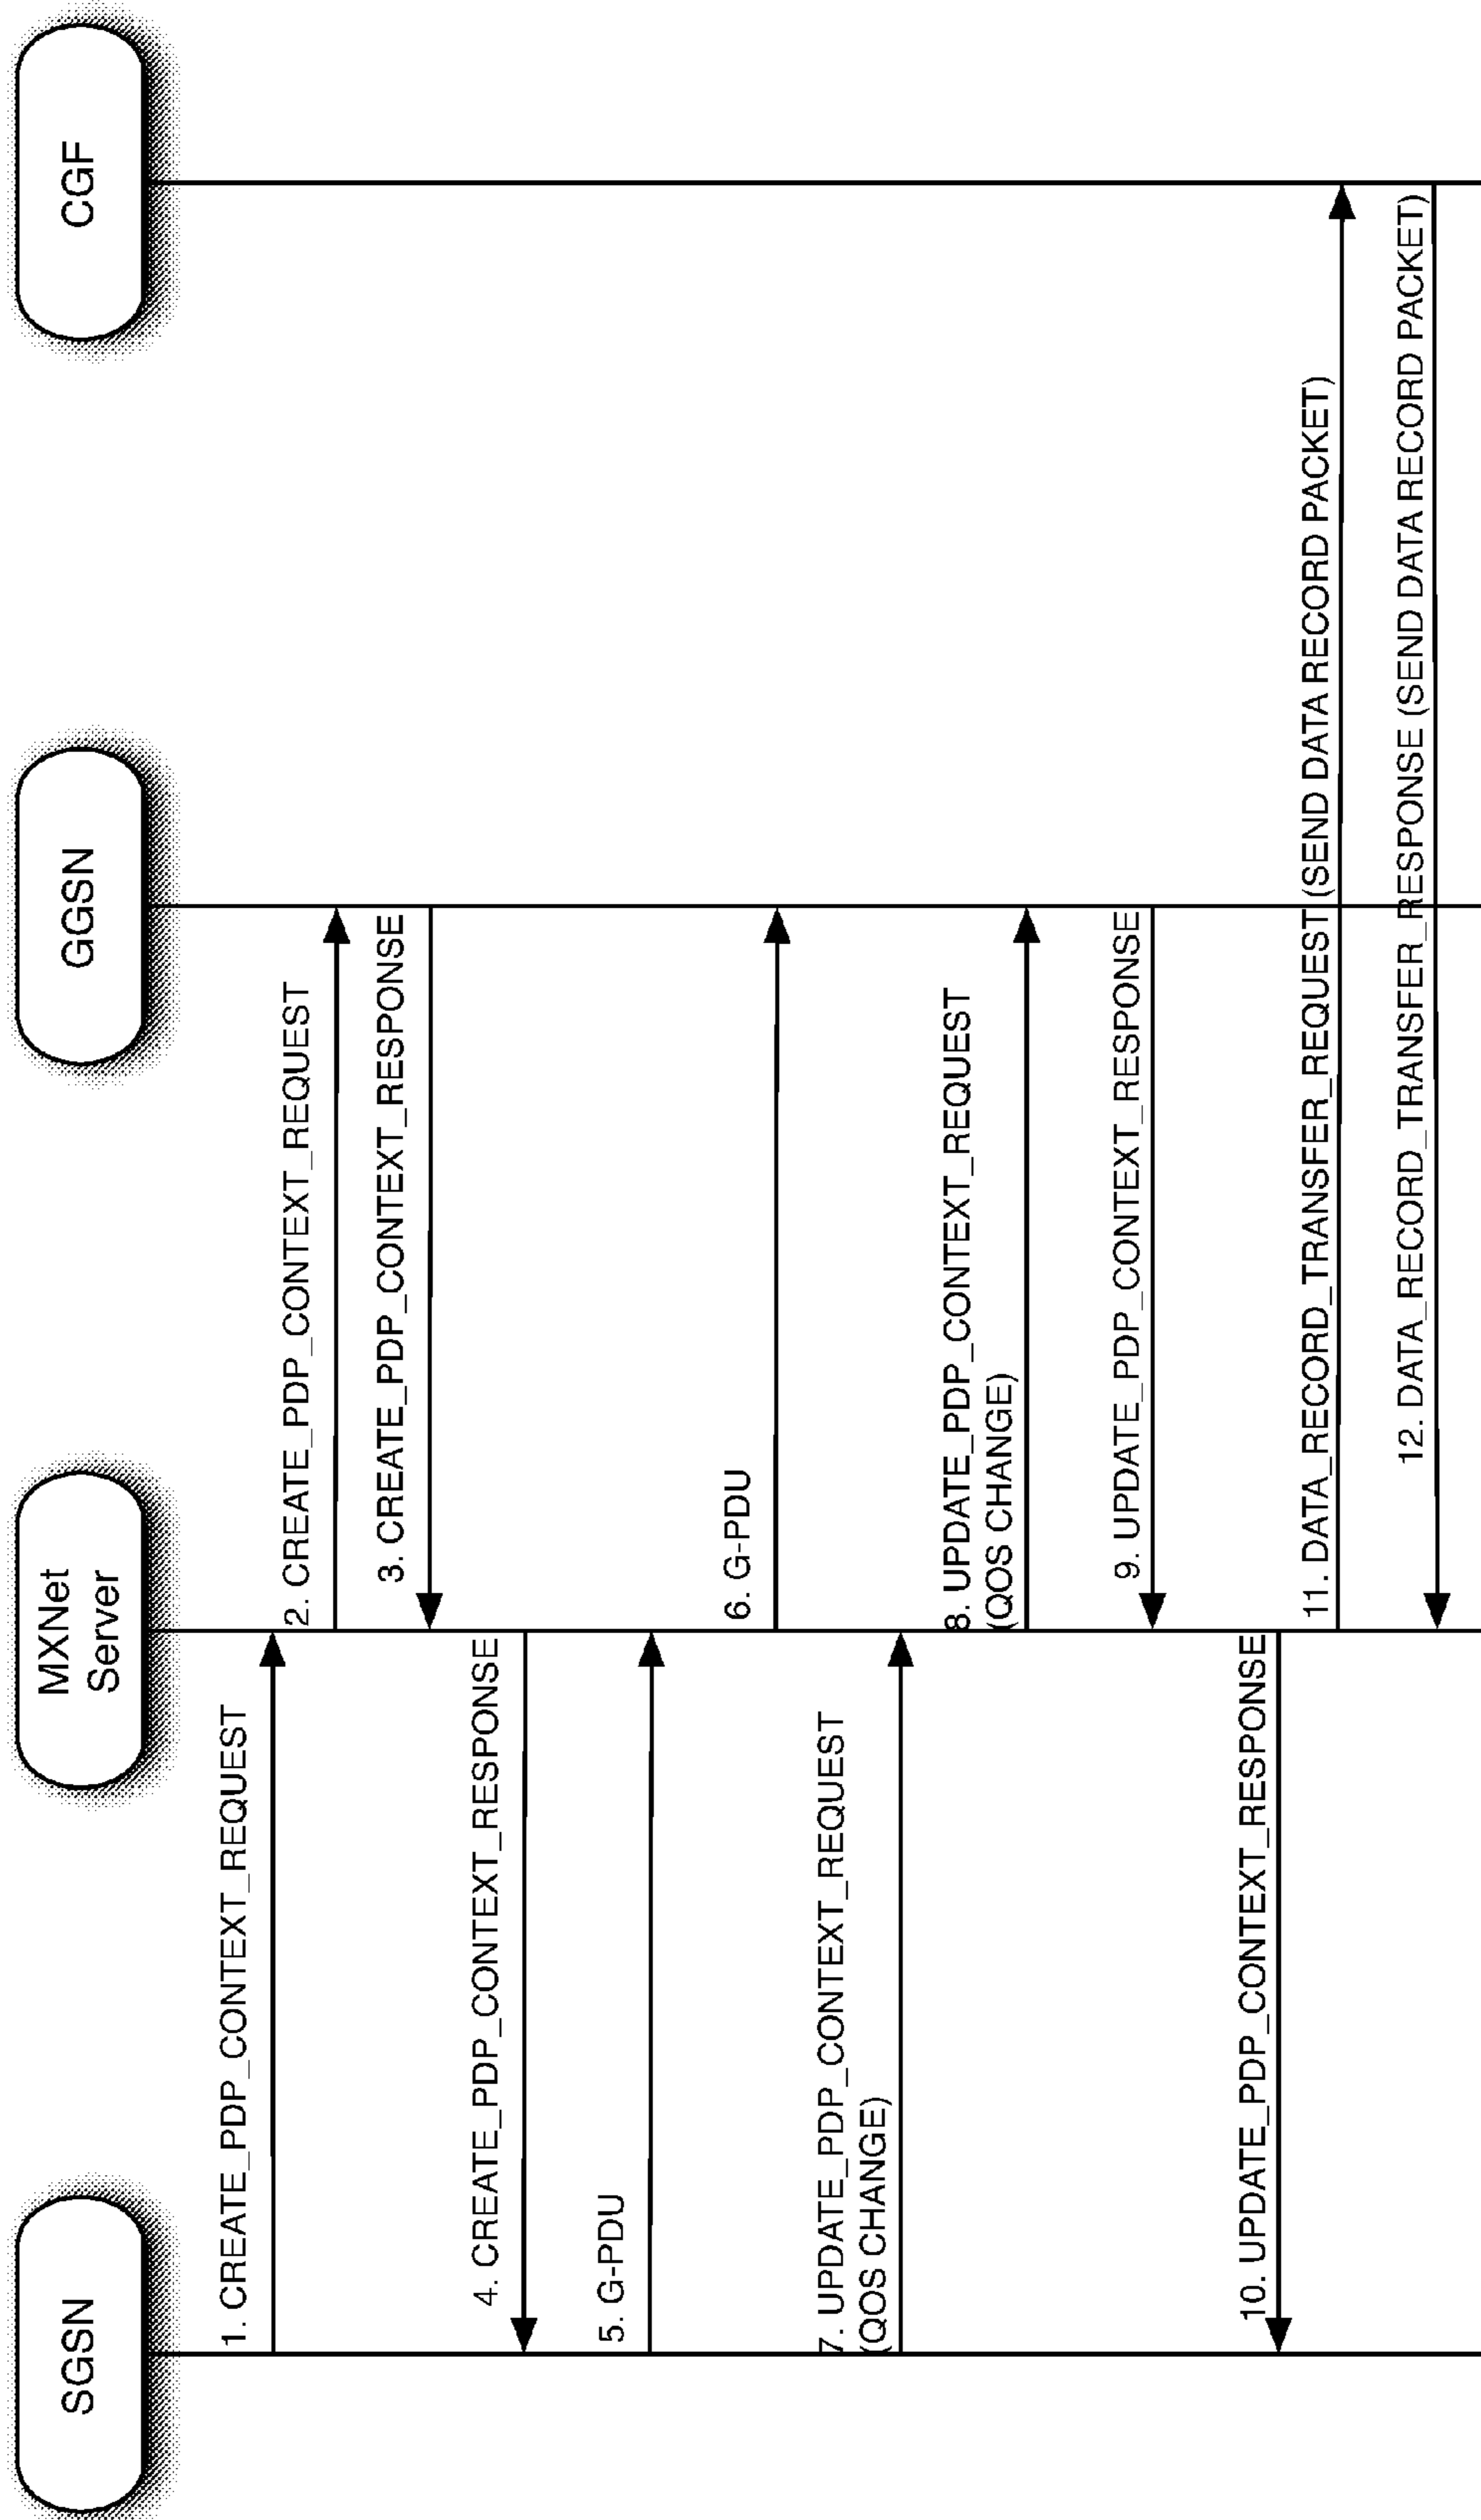 SGSN
MXNet
Server
GGSN
CGF
1. CREATE_PDP_CONTEXT_REQUEST
2. CREATE_PDP_CONTEXT_REQUEST
3. CREATE_PDP_CONTEXT_RESPONSE
4. CREATE_PDP_CONTEXT_RESPONSE
5. G-PDU
6. G-PDU
7. UPDATE_PDP_CONTEXT_REQUEST
(QOS CHANGE)
8. UPDATE_PDP_CONTEXT_REQUEST
(QOS CHANGE)
9. UPDATE_PDP_CONTEXT_RESPONSE
10. UPDATE_PDP_CONTEXT_RESPONSE
11. DATA_RECORD_TRANSFER_REQUEST (SEND DATA RECORD PACKET)
12. DATA_RECORD_TRANSFER_RESPONSE (SEND DATA RECORD PACKET)